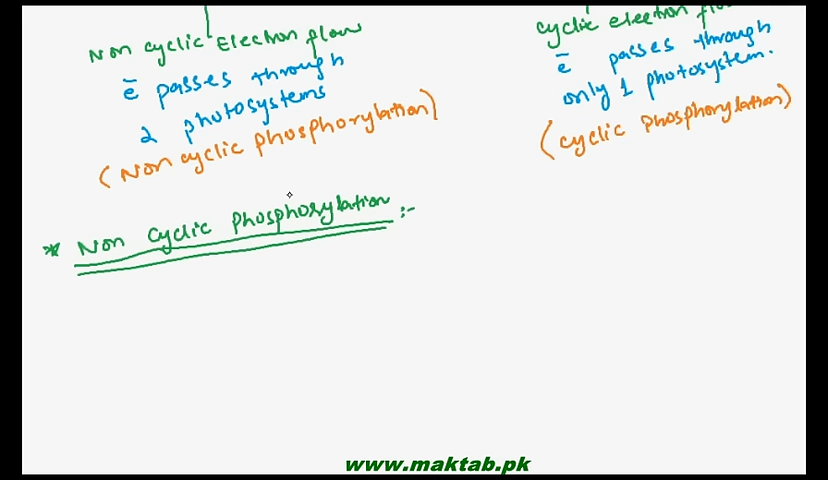 Non cyclic Electron flow
ē passes through
2 photosystems
(Non cyclic phosphorylation)
cyclic electron flo
ē passes through
only 1 photosystem.
(cyclic phosphorylation)
* Non Cyclic Phosphorylation :-
www.maktab.pk